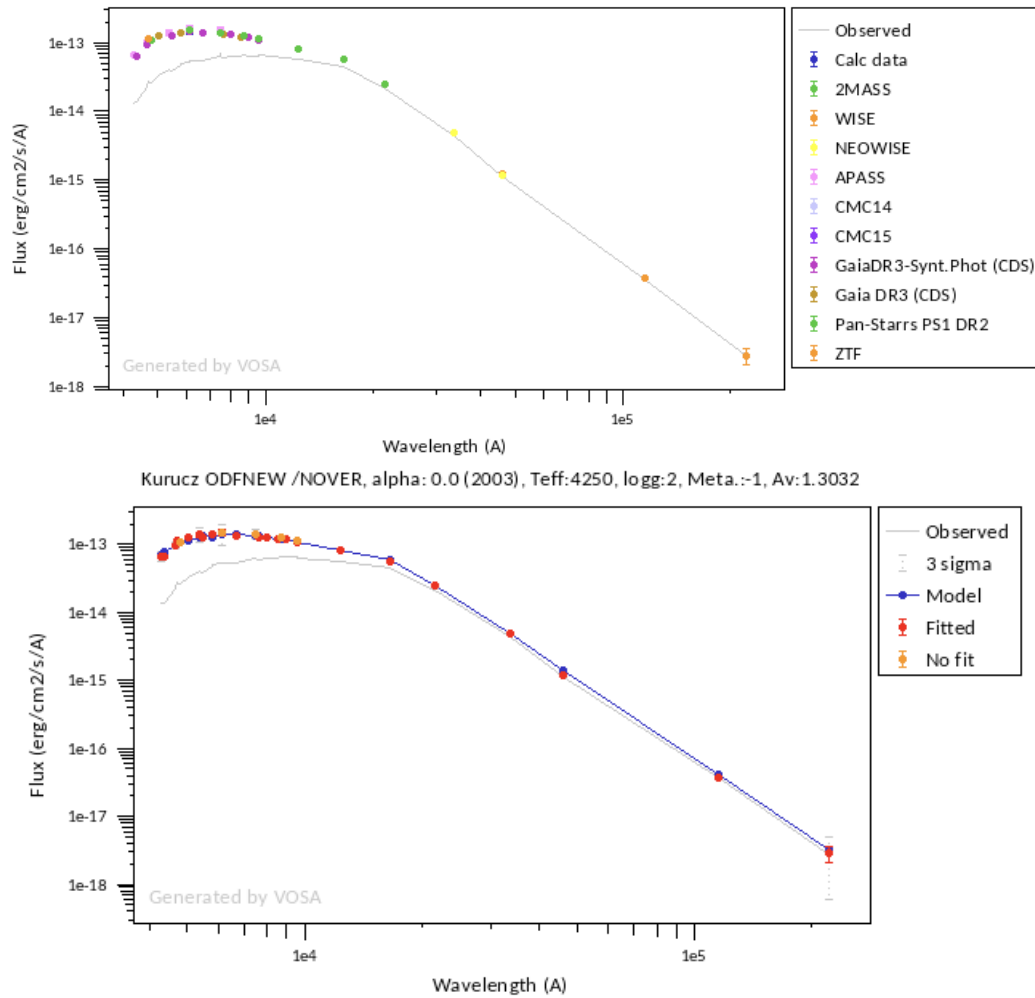 1e-13
1e-14
1e-15
1e-16
1e-17
1e-18
Flux (erg/cm2/s/A)
Generated by VOSA
1e4
1e5
Wavelength (A)
Observed
Calc data
2MASS
WISE
NEOWISE
APASS
CMC14
CMC15
GaiaDR3-Synt.Phot (CDS)
Gaia DR3 (CDS)
Pan-Starrs PS1 DR2
ZTF
Kurucz ODFNEW /NOVER, alpha: 0.0 (2003), Teff:4250, logg:2, Meta.:-1, Av:1.3032
1e-13
1e-14
1e-15
1e-16
1e-17
1e-18
Flux (erg/cm2/s/A)
Generated by VOSA
1e4
1e5
Wavelength (A)
Observed
3 sigma
Model
Fitted
No fit